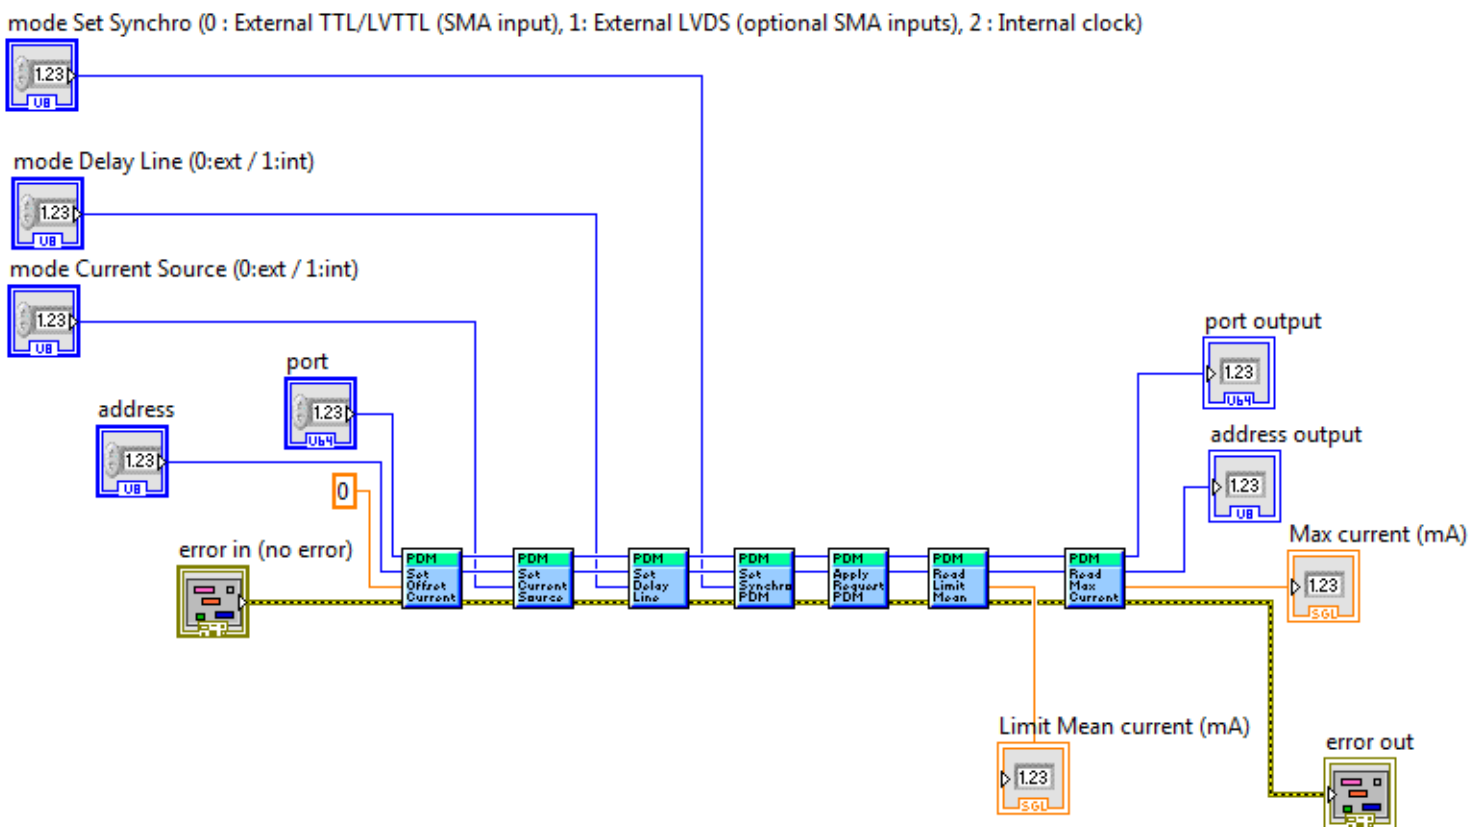 mode Set Synchro (0 : External TTL/LVTTL (SMA input), 1: External LVDS (optional SMA inputs), 2 : Internal clock)
1.23
U8
mode Delay Line (0:ext / 1:int)
1.23
U8
mode Current Source (0:ext / 1:int)
1.23
U8
port
1.23
U64
address
1.23
U8
0
error in (no error)
PDM
Set
Offset
Current
PDM
Set
Current
Source
PDM
Set
Delay
Line
PDM
Set
Synchro
PDM
PDM
Apply
Request
PDM
PDM
Read
Limit
Mean
PDM
Read
Max
Current
port output
1.23
U64
address output
1.23
U8
Max current (mA)
1.23
SGL
Limit Mean current (mA)
1.23
SGL
error out